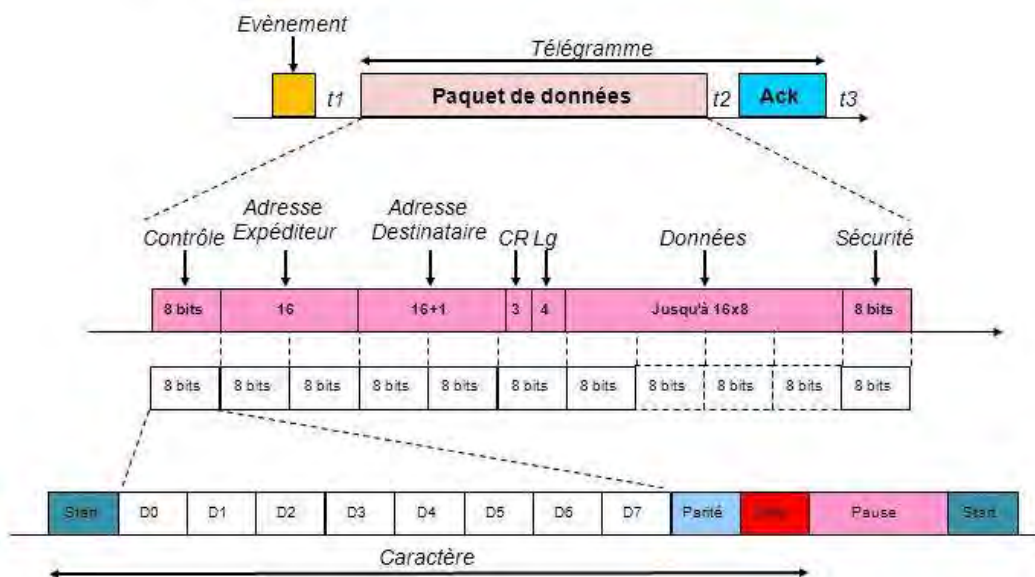 Evènement
Télégramme
t1
Paquet de données
t2
Ack
t3
Contrôle
Adresse
Expéditeur
Adresse
Destinataire
CR
Lg
Données
Sécurité
8 bits
16
16+1
3
4
Jusqu'à 16x8
8 bits
8 bits
8 bits
8 bits
8 bits
8 bits
8 bits
8 bits
8 bits
8 bits
8 bits
8 bits
Start
D0
D1
D2
D3
D4
D5
D6
D7
Parité
Pause
Start
Caractère